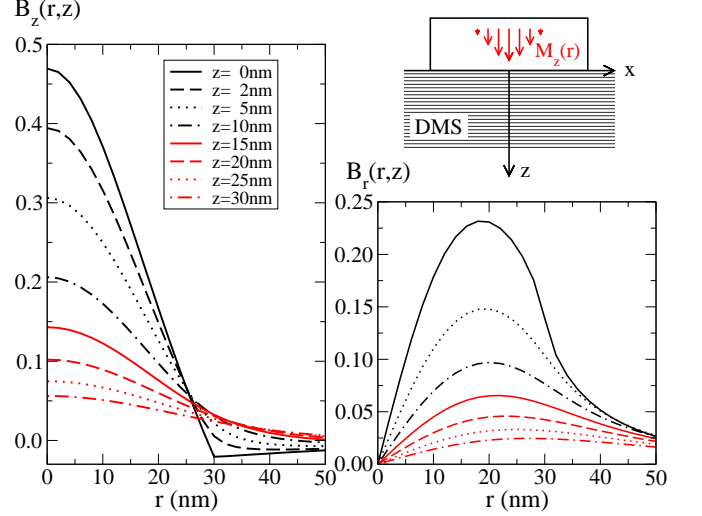 B_z(r,z)
0.5
0.4
0.3
0.2
0.1
0.0
0 10 20 30 40 50
r (nm)
z= 0nm
z= 2nm
z= 5nm
z=10nm
z=15nm
z=20nm
z=25nm
z=30nm
M_z(r)
x
DMS
z
B_r(r,z)
0.25
0.20
0.15
0.10
0.05
0.00
0 10 20 30 40 50
r (nm)